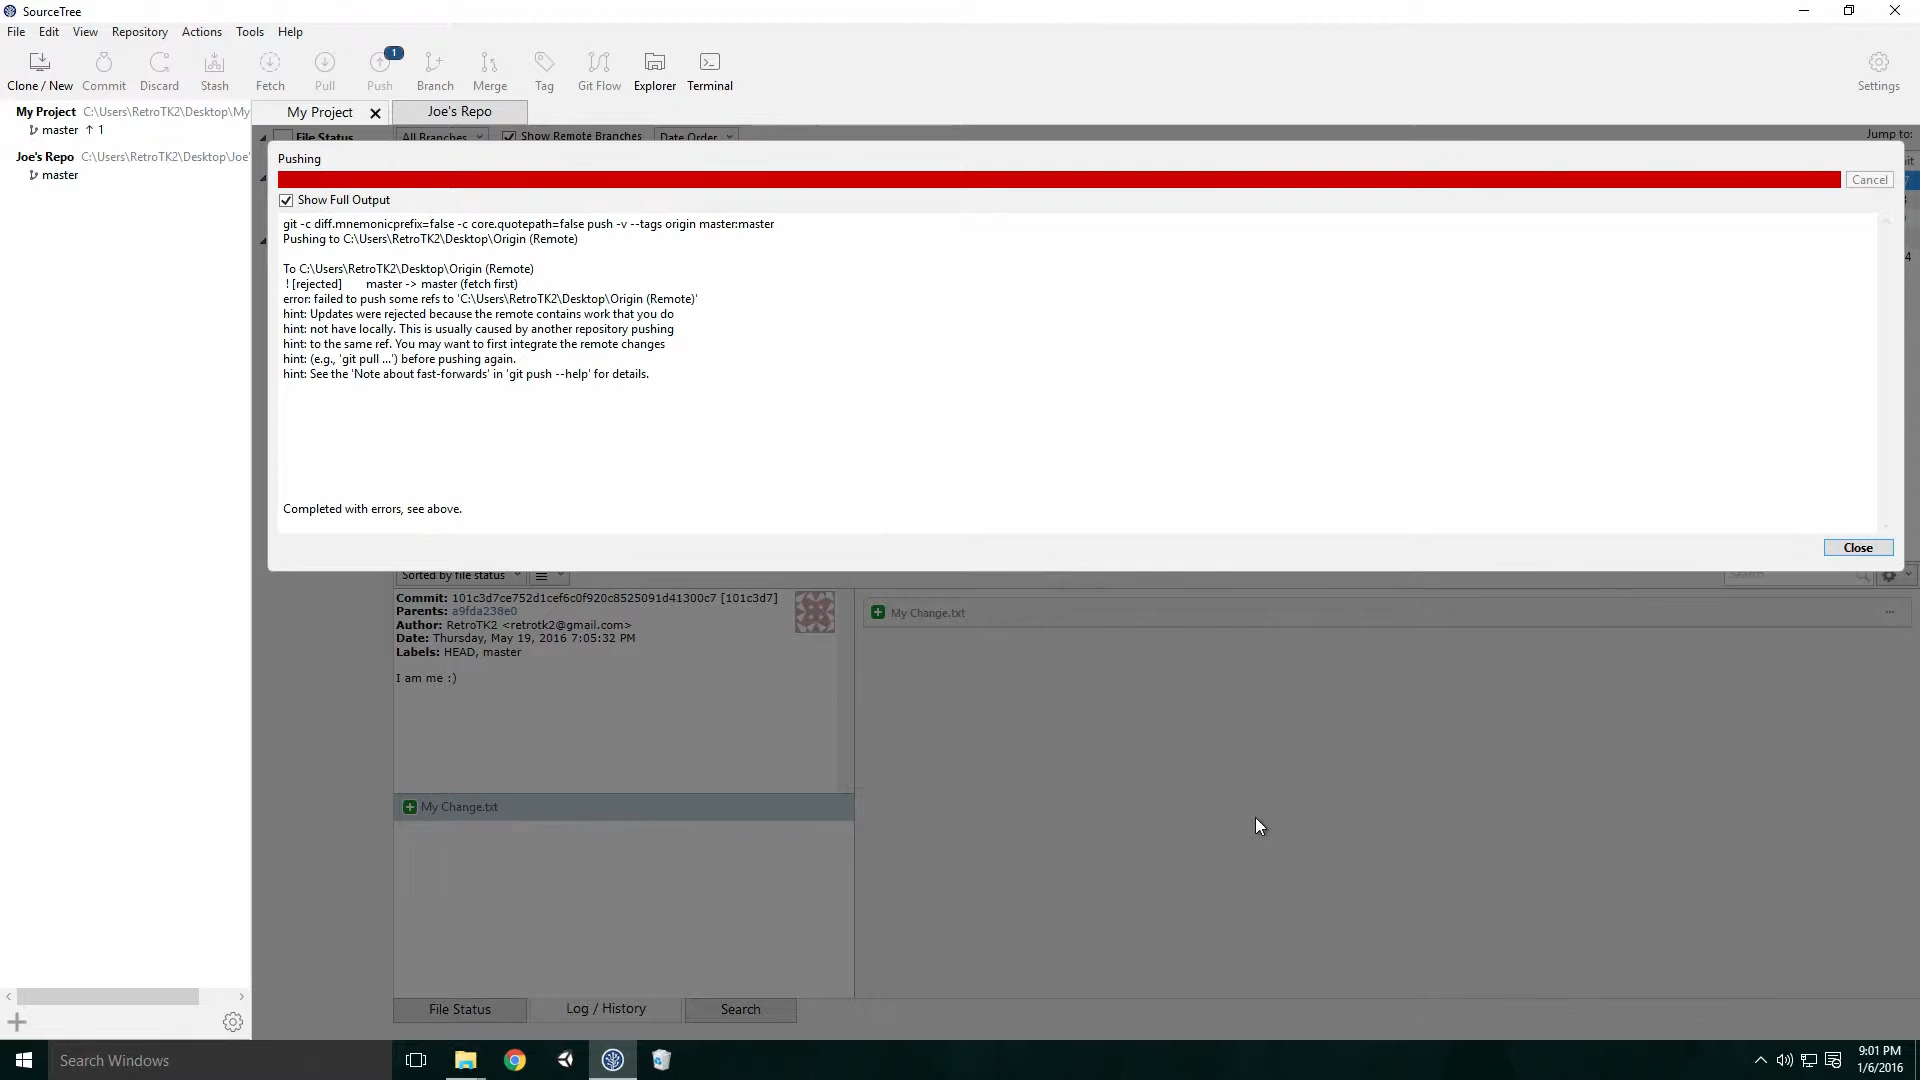 SourceTree
File Edit View Repository Actions Tools Help
1
Clone / New Commit Discard Stash Fetch Pull Push Branch Merge Tag Git Flow Explorer Terminal Settings
My Project C:\Users\RetroTK2\Desktop\My
master 1
Joe's Repo C:\Users\RetroTK2\Desktop\Joe'
master
My Project Joe's Repo
File Status All Branches Show Remote Branches Date Order Jump to:
Pushing
Cancel
Show Full Output
git -c diff.mnemonicprefix=false -c core.quotepath=false push -v --tags origin master:master
Pushing to C:\Users\RetroTK2\Desktop\Origin (Remote)
To C:\Users\RetroTK2\Desktop\Origin (Remote)
! [rejected] master -> master (fetch first)
error: failed to push some refs to 'C:\Users\RetroTK2\Desktop\Origin (Remote)'
hint: Updates were rejected because the remote contains work that you do
hint: not have locally. This is usually caused by another repository pushing
hint: to the same ref. You may want to first integrate the remote changes
hint: (e.g., 'git pull ...') before pushing again.
hint: See the 'Note about fast-forwards' in 'git push --help' for details.
Completed with errors, see above.
Close
Sorted by file status Search
Commit: 101c3d7ce752d1cef6c0f920c8525091d41300c7 [101c3d7]
Parents: a9fda238e0
Author: RetroTK2 <retrotk2@gmail.com>
Date: Thursday, May 19, 2016 7:05:32 PM
Labels: HEAD, master
I am me :)
My Change.txt
My Change.txt
File Status Log / History Search
Search Windows
9:01 PM
1/6/2016